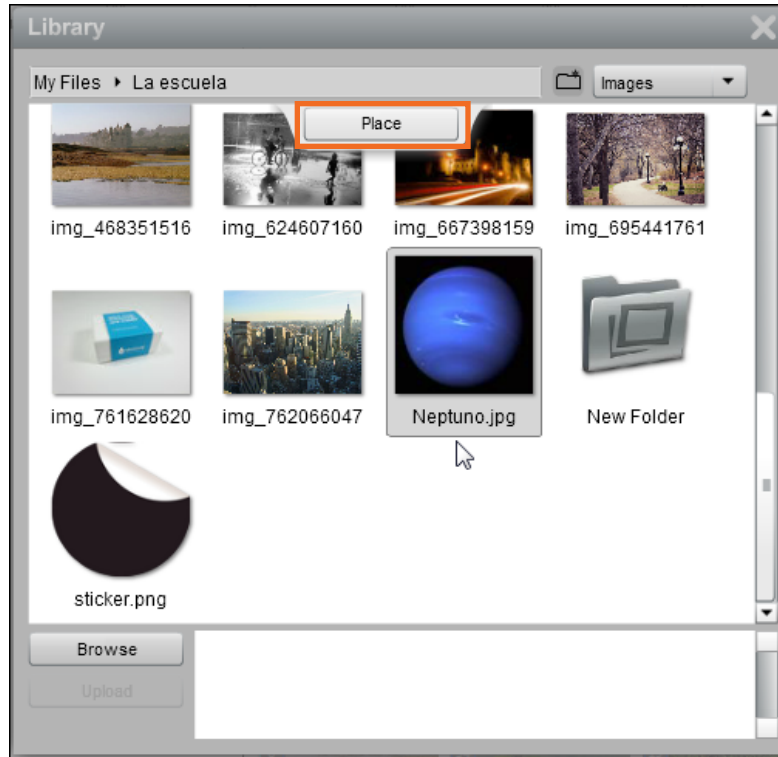 Library
My Files ▸ La escuela
Images
Place
img_468351516
img_624607160
img_667398159
img_695441761
img_761628620
img_762066047
Neptuno.jpg
New Folder
sticker.png
Browse
Upload